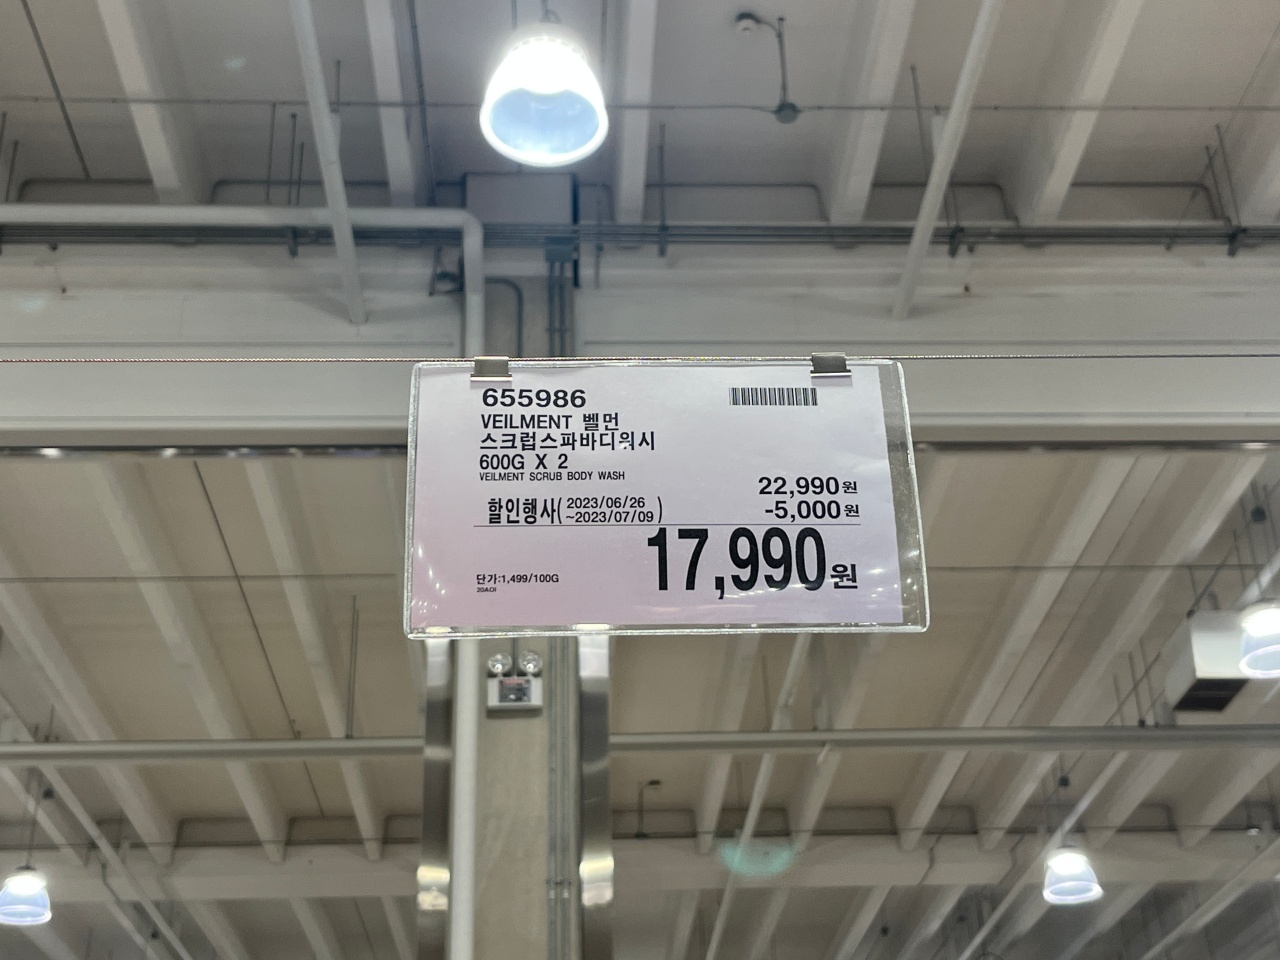 655986
VEILMENT 벨먼
스크럽스파바디워시
600G X 2
VEILMENT SCRUB BODY WASH
22,990원
할인행사( 2023/06/26 ~2023/07/09 ) -5,000원
17,990원
단가:1,499/100G
20AOI